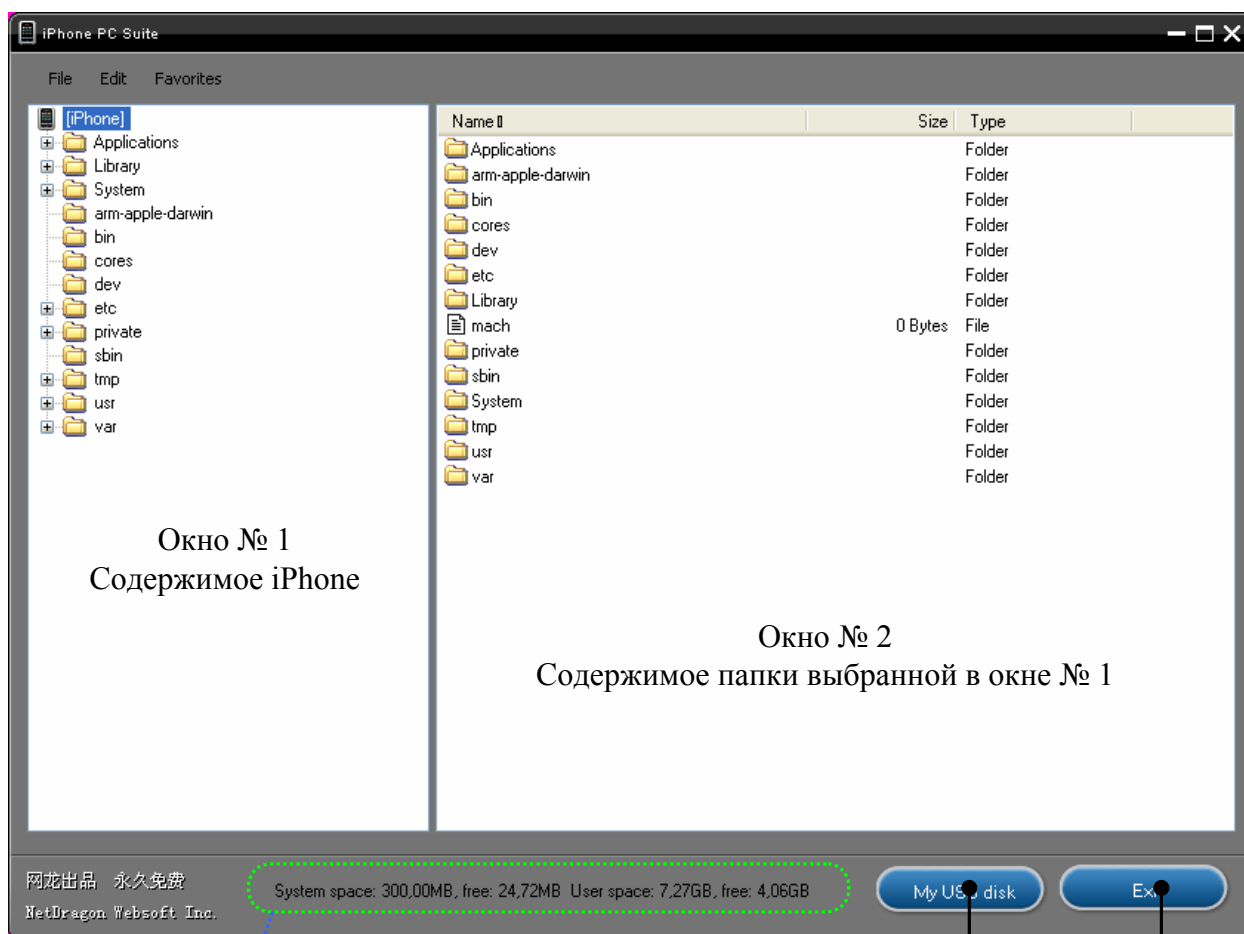 iPhone PC Suite
File Edit Favorites
[iPhone]
Applications
Library
System
arm-apple-darwin
bin
cores
dev
etc
private
sbin
tmp
usr
var
Окно № 1
Содержимое iPhone
Name Size Type
Applications Folder
arm-apple-darwin Folder
bin Folder
cores Folder
dev Folder
etc Folder
Library Folder
mach 0 Bytes File
private Folder
sbin Folder
System Folder
tmp Folder
usr Folder
var Folder
Окно № 2
Содержимое папки выбранной в окне № 1
网龙出品 永久免费
NetDragon Websoft Inc.
System space: 300,00MB, free: 24,72MB User space: 7,27GB, free: 4,06GB
My USB disk